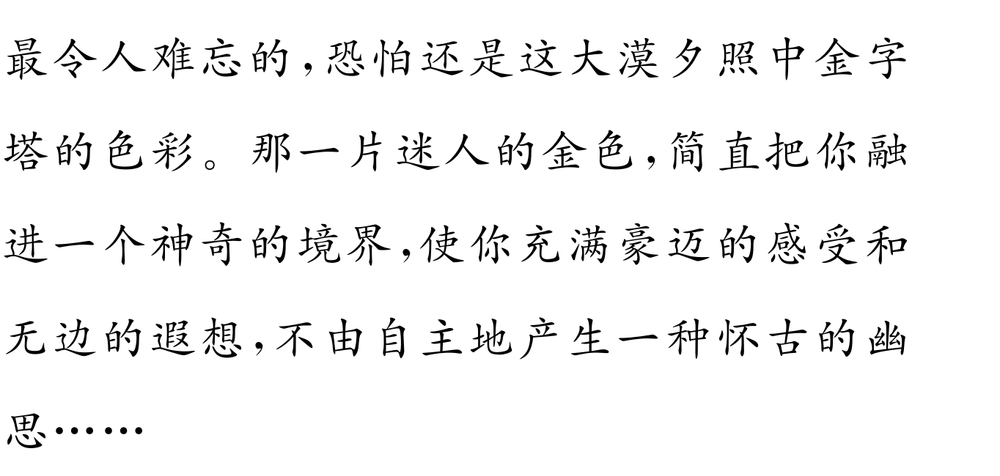 最令人难忘的,恐怕还是这大漠夕照中金字
塔的色彩。那一片迷人的金色,简直把你融
进一个神奇的境界,使你充满豪迈的感受和
无边的遐想,不由自主地产生一种怀古的幽
思……